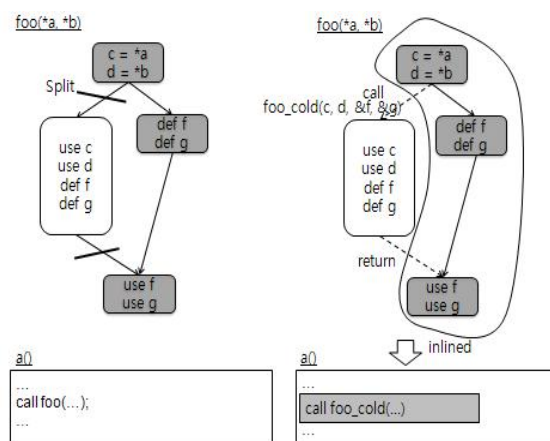 foo(*a, *b)
c = *a
d = *b
Split
use c
use d
def f
def g
def f
def g
use f
use g
a()
...
call foo(...);
...
foo(*a, *b)
c = *a
d = *b
call
foo_cold(c, d, &f, &g)
use c
use d
def f
def g
def f
def g
return
use f
use g
inlined
a()
...
call foo_cold(...)
...